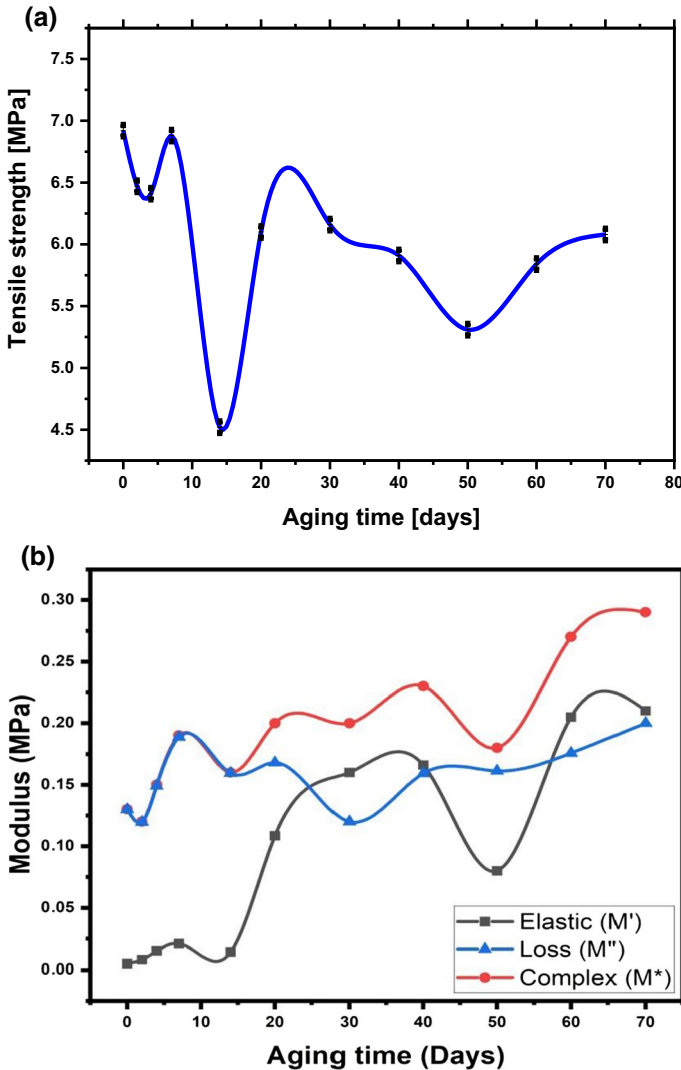 (a)
7.5
7.0
6.5
6.0
5.5
5.0
4.5
Tensile strength [MPa]
0 10 20 30 40 50 60 70 80
Aging time [days]
(b)
0.30
0.25
0.20
0.15
0.10
0.05
0.00
Modulus (MPa)
Elastic (M')
Loss (M")
Complex (M*)
0 10 20 30 40 50 60 70
Aging time (Days)